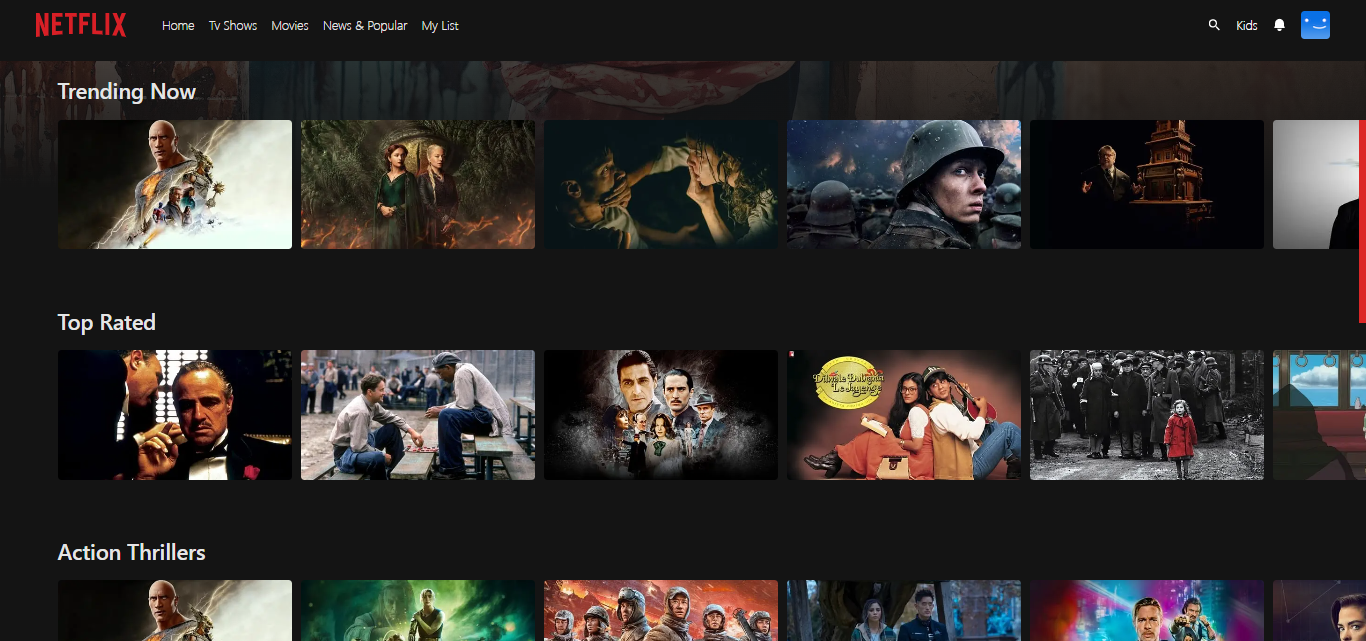 NETFLIX
Home Tv Shows Movies News & Popular My List
Kids
Trending Now
Top Rated
Dilwale Dulhania
Le Jayenge
Action Thrillers